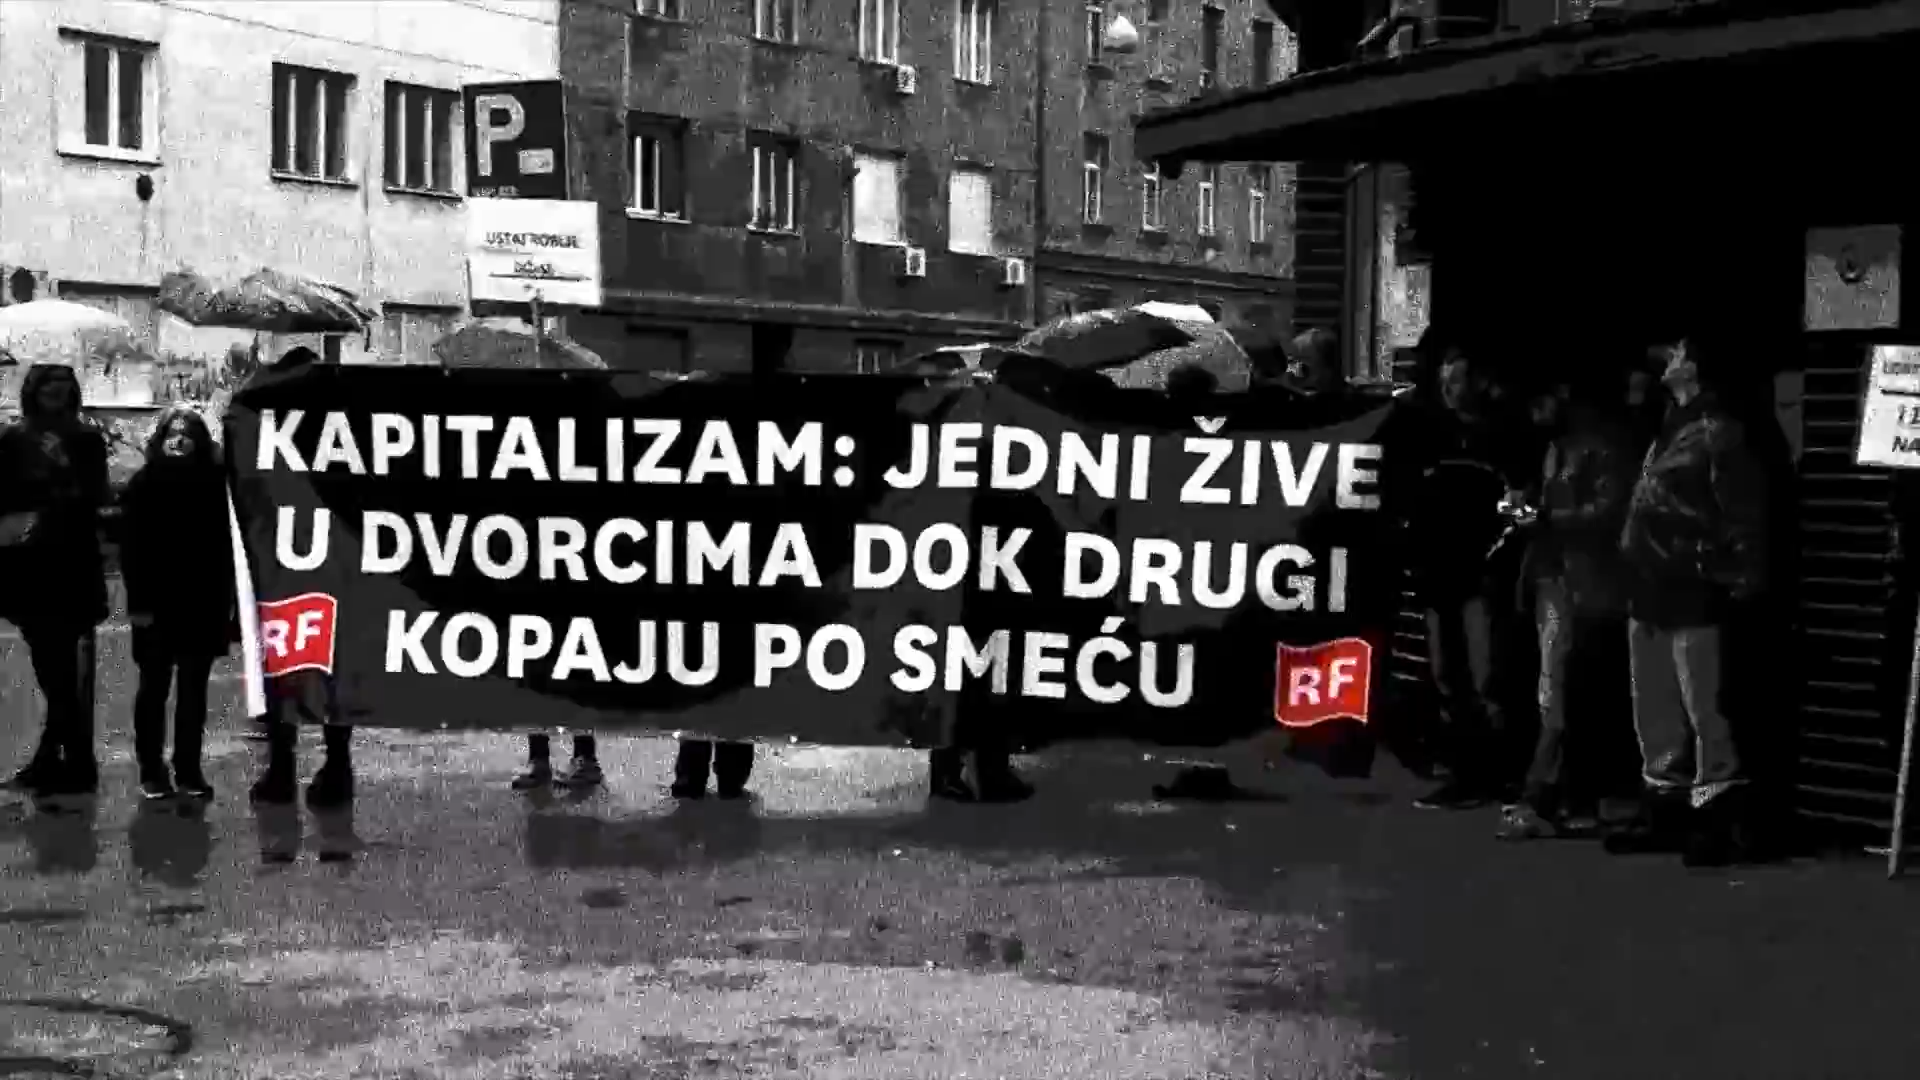 P
KAPITALIZAM: JEDNI ŽIVE
U DVORCIMA DOK DRUGI
KOPAJU PO SMEĆU
RF
RF